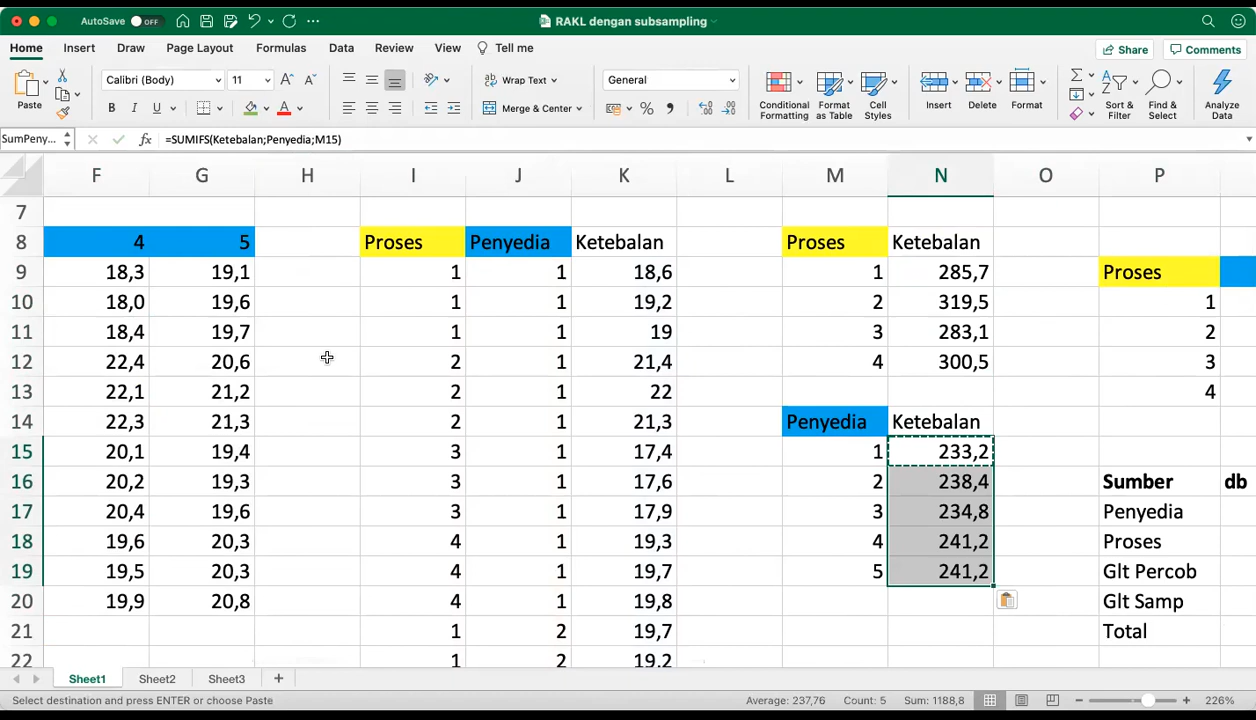 AutoSave OFF RAKL dengan subsampling
Home Insert Draw Page Layout Formulas Data Review View Tell me Share Comments
Paste Calibri (Body) 11 Wrap Text General Conditional Formatting Format as Table Cell Styles Insert Delete Format Sort & Filter Find & Select Analyze Data
B I U A Merge & Center %
SumPeny... fx =SUMIFS(Ketebalan;Penyedia;M15)
F G H I J K L M N O P
7
8 4 5 Proses Penyedia Ketebalan Proses Ketebalan
9 18,3 19,1 1 1 18,6 1 285,7 Proses
10 18,0 19,6 1 1 19,2 2 319,5 1
11 18,4 19,7 1 1 19 3 283,1 2
12 22,4 20,6 2 1 21,4 4 300,5 3
13 22,1 21,2 2 1 22 4
14 22,3 21,3 2 1 21,3 Penyedia Ketebalan
15 20,1 19,4 3 1 17,4 1 233,2
16 20,2 19,3 3 1 17,6 2 238,4 Sumber db
17 20,4 19,6 3 1 17,9 3 234,8 Penyedia
18 19,6 20,3 4 1 19,3 4 241,2 Proses
19 19,5 20,3 4 1 19,7 5 241,2 Glt Percob
20 19,9 20,8 4 1 19,8 Glt Samp
21 1 2 19,7 Total
22 1 2 19,2
Sheet1 Sheet2 Sheet3 +
Select destination and press ENTER or choose Paste Average: 237,76 Count: 5 Sum: 1188,8 226%